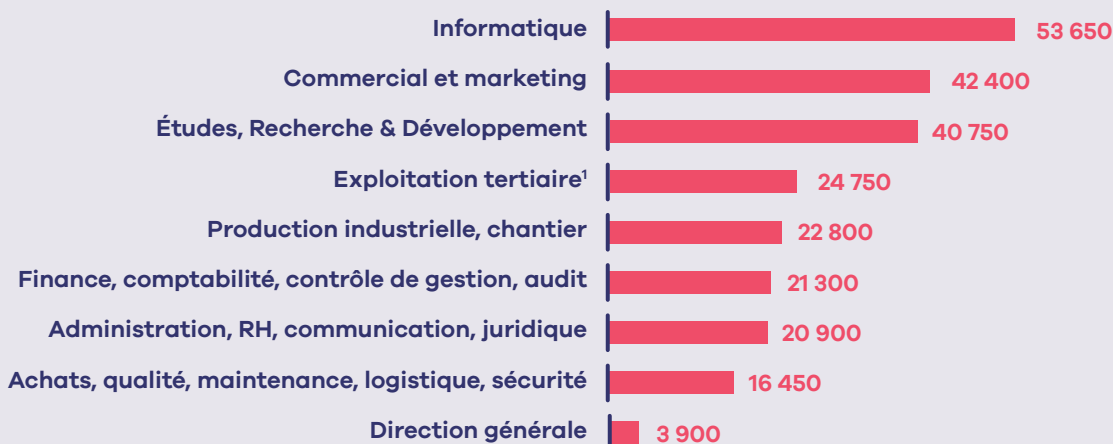 Informatique 53 650
Commercial et marketing 42 400
Études, Recherche & Développement 40 750
Exploitation tertiaire¹ 24 750
Production industrielle, chantier 22 800
Finance, comptabilité, contrôle de gestion, audit 21 300
Administration, RH, communication, juridique 20 900
Achats, qualité, maintenance, logistique, sécurité 16 450
Direction générale 3 900